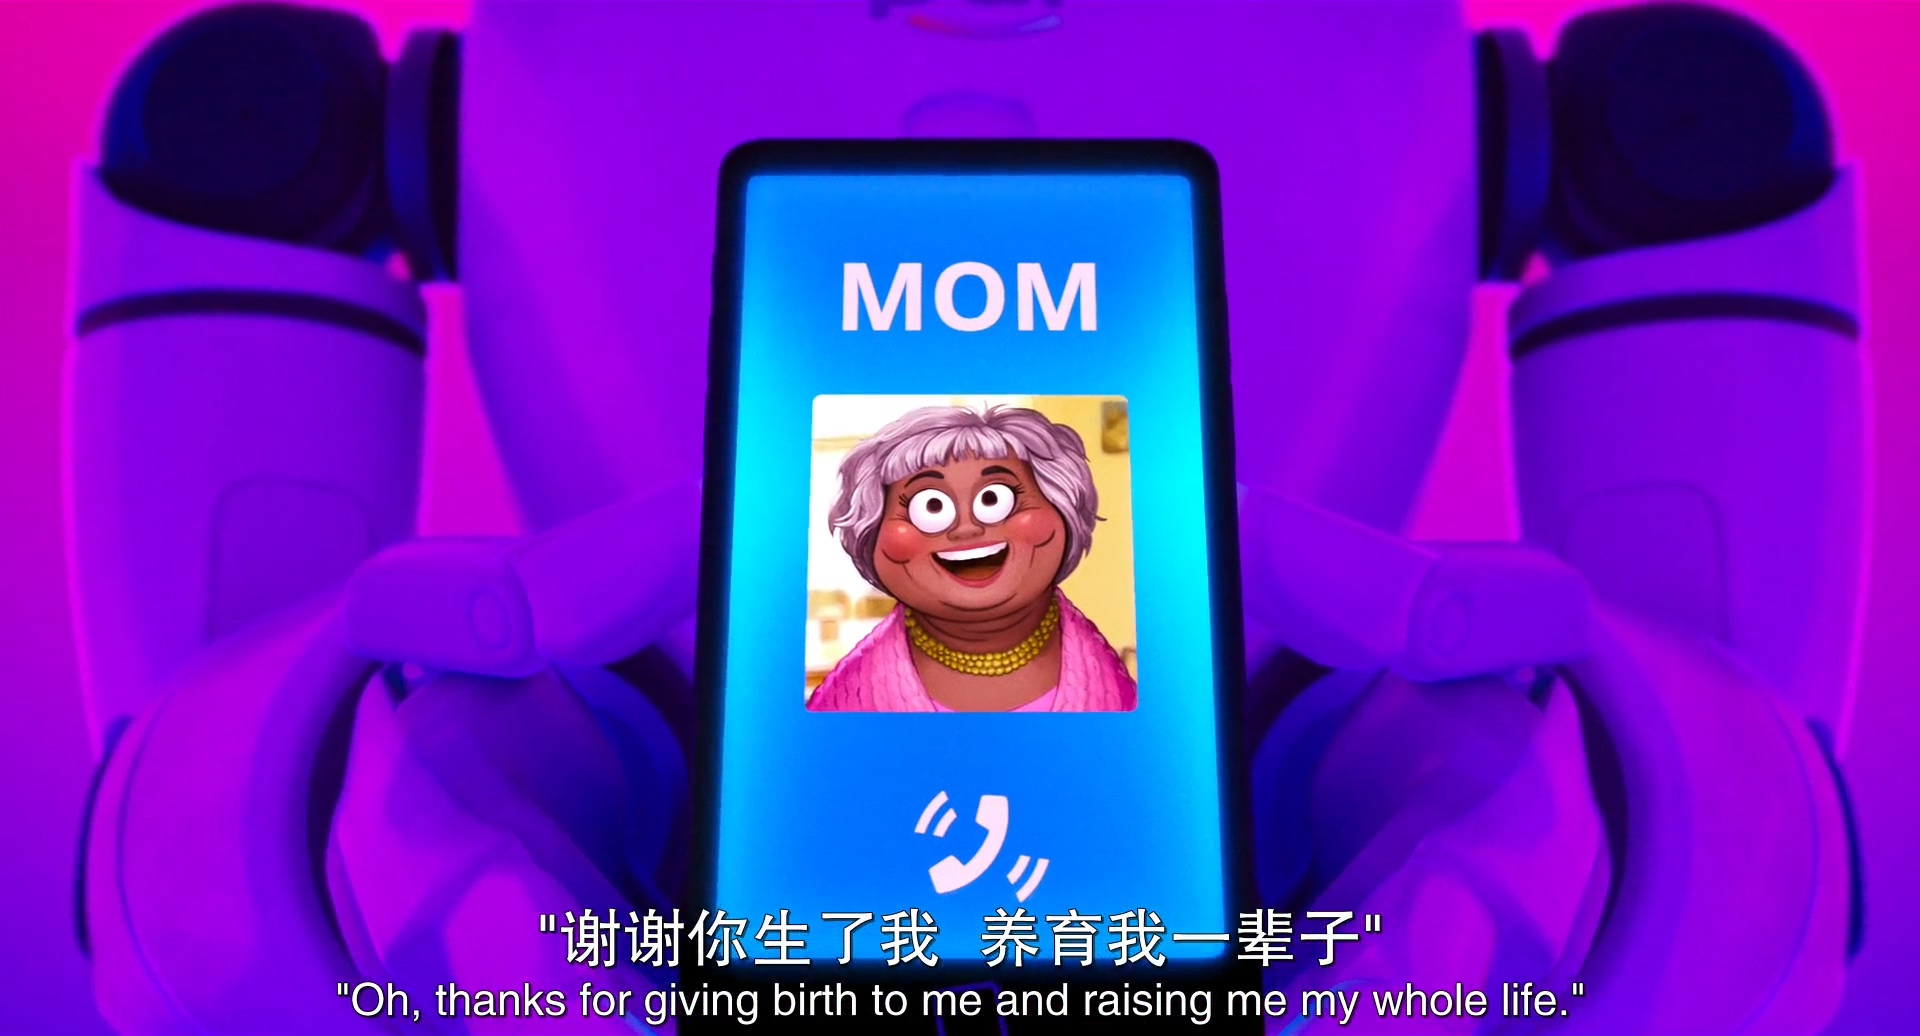 MOM
"谢谢你生了我 养育我一辈子"
"Oh, thanks for giving birth to me and raising me my whole life."